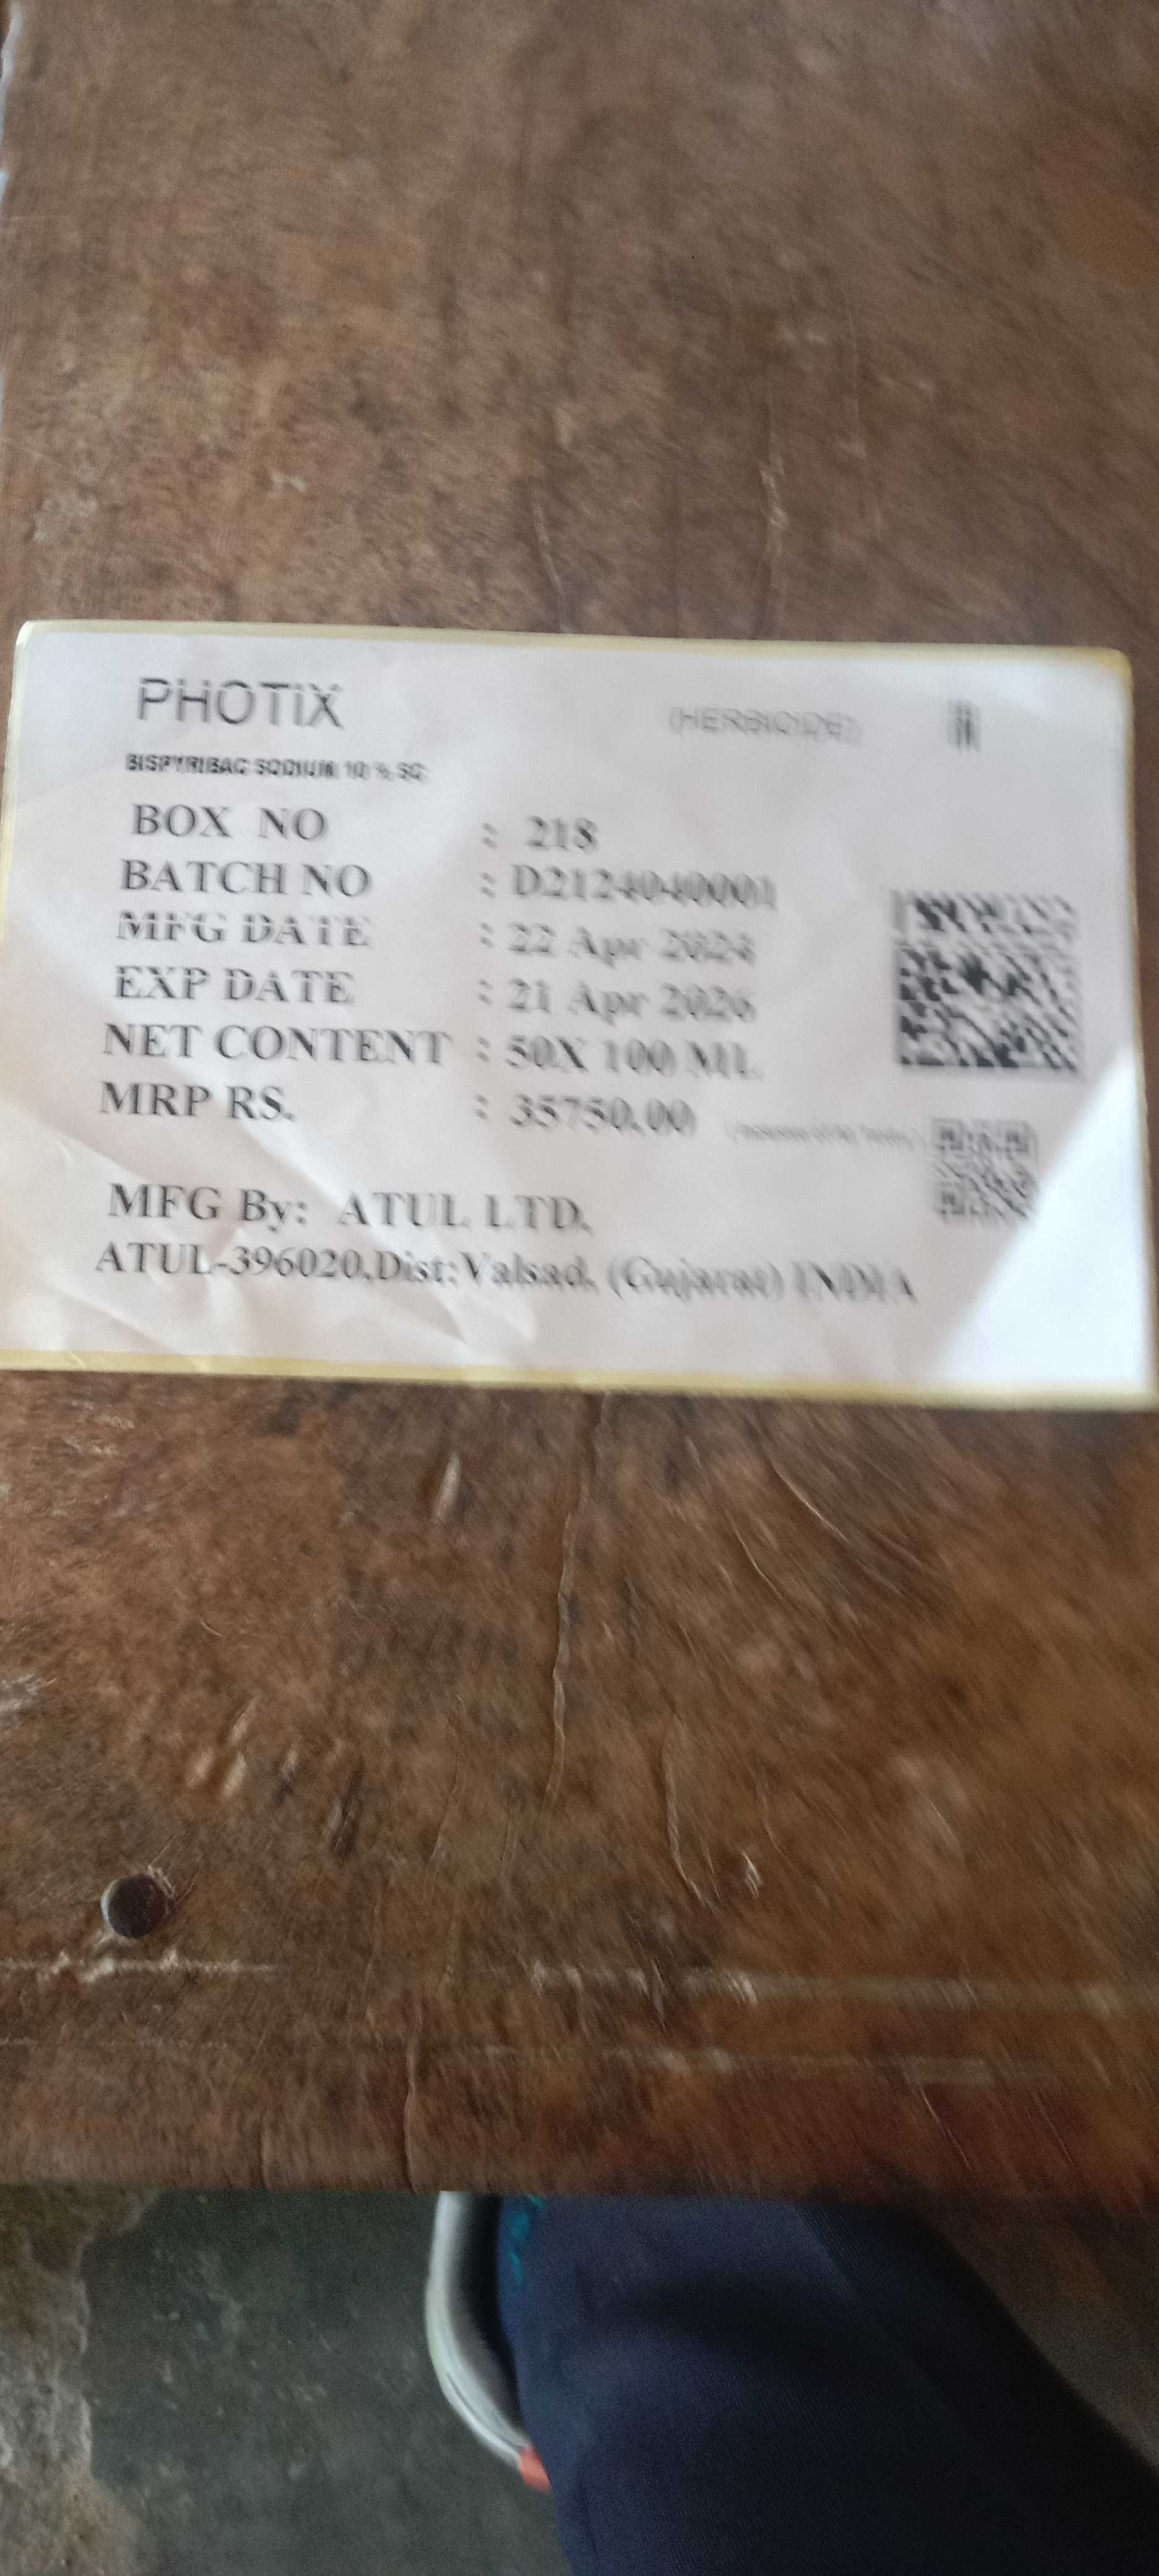 PHOTIX (HERBICIDE)
BISPYRIBAC SODIUM 10 % SC
BOX NO : 218
BATCH NO : D2124040001
MFG DATE : 22 Apr 2024
EXP DATE : 21 Apr 2026
NET CONTENT : 50X 100 ML
MRP RS. : 35750.00
MFG By: ATUL LTD,
ATUL-396020,Dist:Valsad, (Gujarat) INDIA